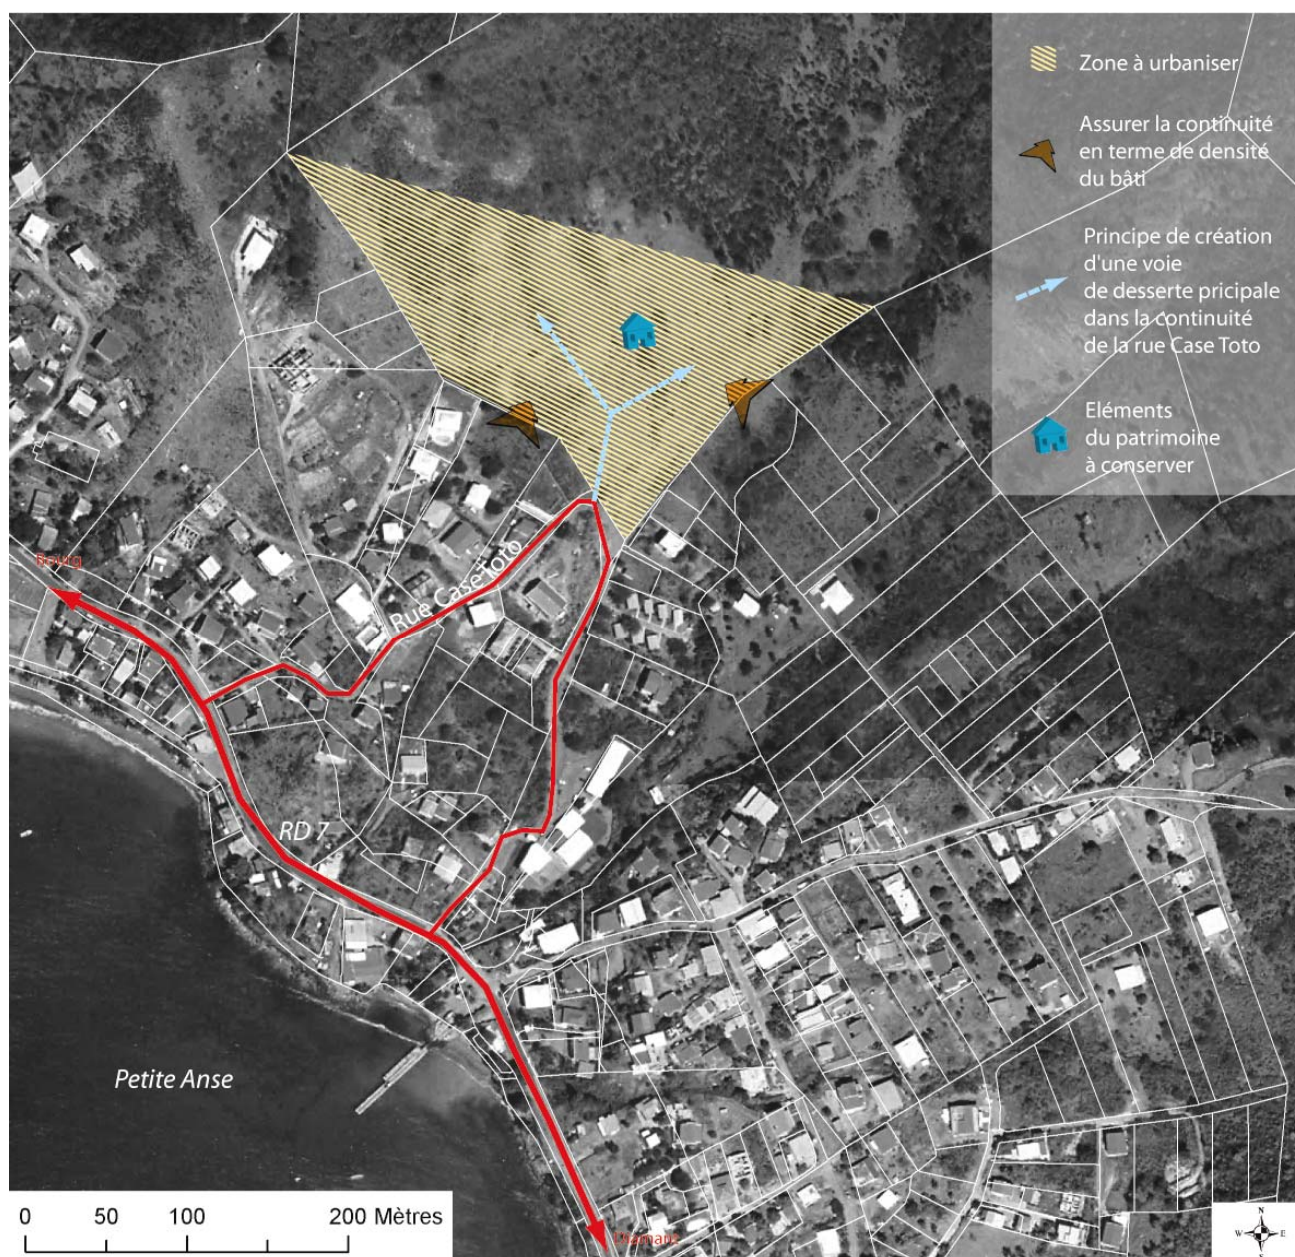 Zone à urbaniser
Assurer la continuité
en terme de densité
du bâti
Principe de création
d'une voie
de desserte pricipale
dans la continuité
de la rue Case Toto
Eléments
du patrimoine
à conserver
Bourg
Rue Case Toto
RD 7
Petite Anse
Diamant
0 50 100 200 Mètres
N
W E
S